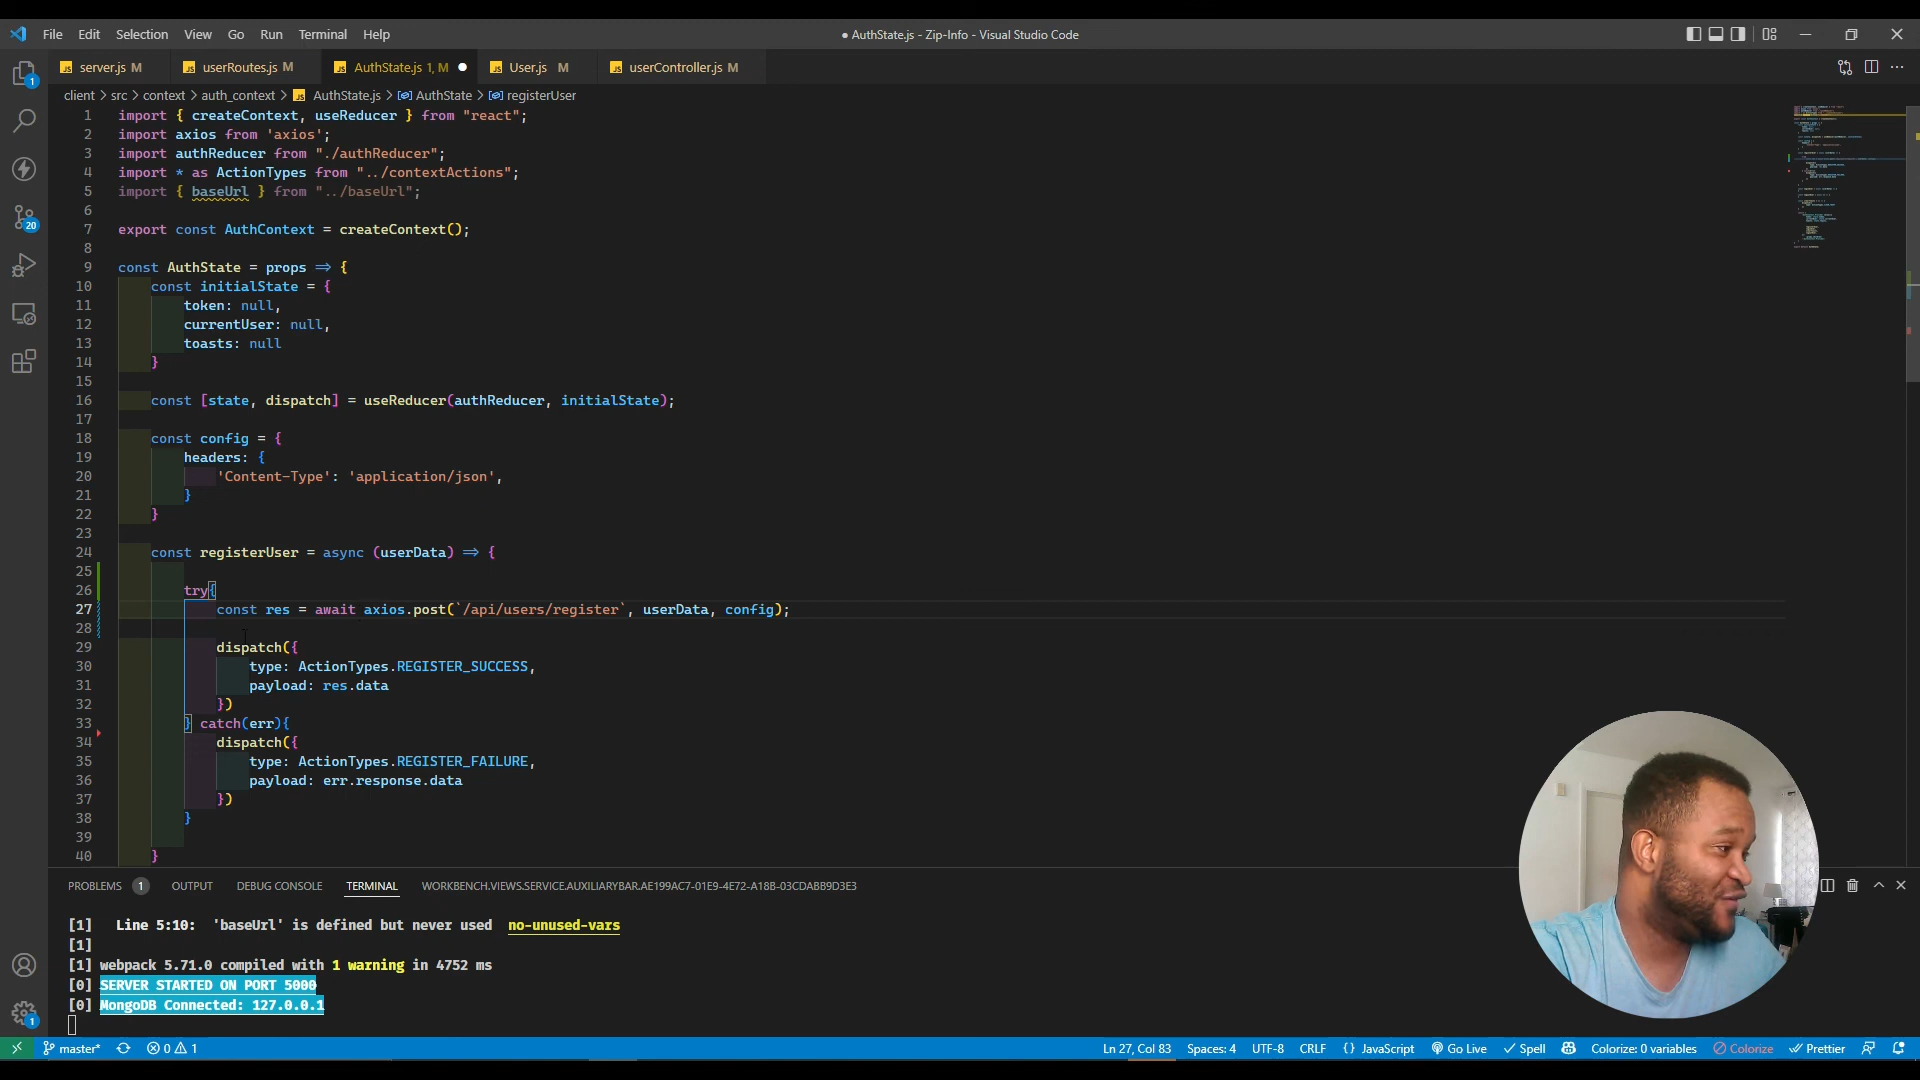 File Edit Selection View Go Run Terminal Help
● AuthState.js - Zip-Info - Visual Studio Code
server.js M
userRoutes.js M
AuthState.js 1, M ●
User.js M
userController.js M
client > src > context > auth_context > AuthState.js > AuthState > registerUser
1 import { createContext, useReducer } from "react";
2 import axios from 'axios';
3 import authReducer from "./authReducer";
4 import * as ActionTypes from "../contextActions";
5 import { baseUrl } from "../baseUrl";
6
7 export const AuthContext = createContext();
8
9 const AuthState = props => {
10 const initialState = {
11 token: null,
12 currentUser: null,
13 toasts: null
14 }
15
16 const [state, dispatch] = useReducer(authReducer, initialState);
17
18 const config = {
19 headers: {
20 'Content-Type': 'application/json',
21 }
22 }
23
24 const registerUser = async (userData) => {
25
26 try{
27 const res = await axios.post(`/api/users/register`, userData, config);
28
29 dispatch({
30 type: ActionTypes.REGISTER_SUCCESS,
31 payload: res.data
32 })
33 } catch(err){
34 dispatch({
35 type: ActionTypes.REGISTER_FAILURE,
36 payload: err.response.data
37 })
38 }
39
40 }
1
20
PROBLEMS 1 OUTPUT DEBUG CONSOLE TERMINAL WORKBENCH.VIEWS.SERVICE.AUXILIARYBAR.AE199AC7-01E9-4E72-A18B-03CDABB9D3E3
[1] Line 5:10: 'baseUrl' is defined but never used no-unused-vars
[1]
[1] webpack 5.71.0 compiled with 1 warning in 4752 ms
[0] SERVER STARTED ON PORT 5000
[0] MongoDB Connected: 127.0.0.1
1
master* 0 1 Ln 27, Col 83 Spaces: 4 UTF-8 CRLF {} JavaScript Go Live Spell Colorize: 0 variables Colorize Prettier